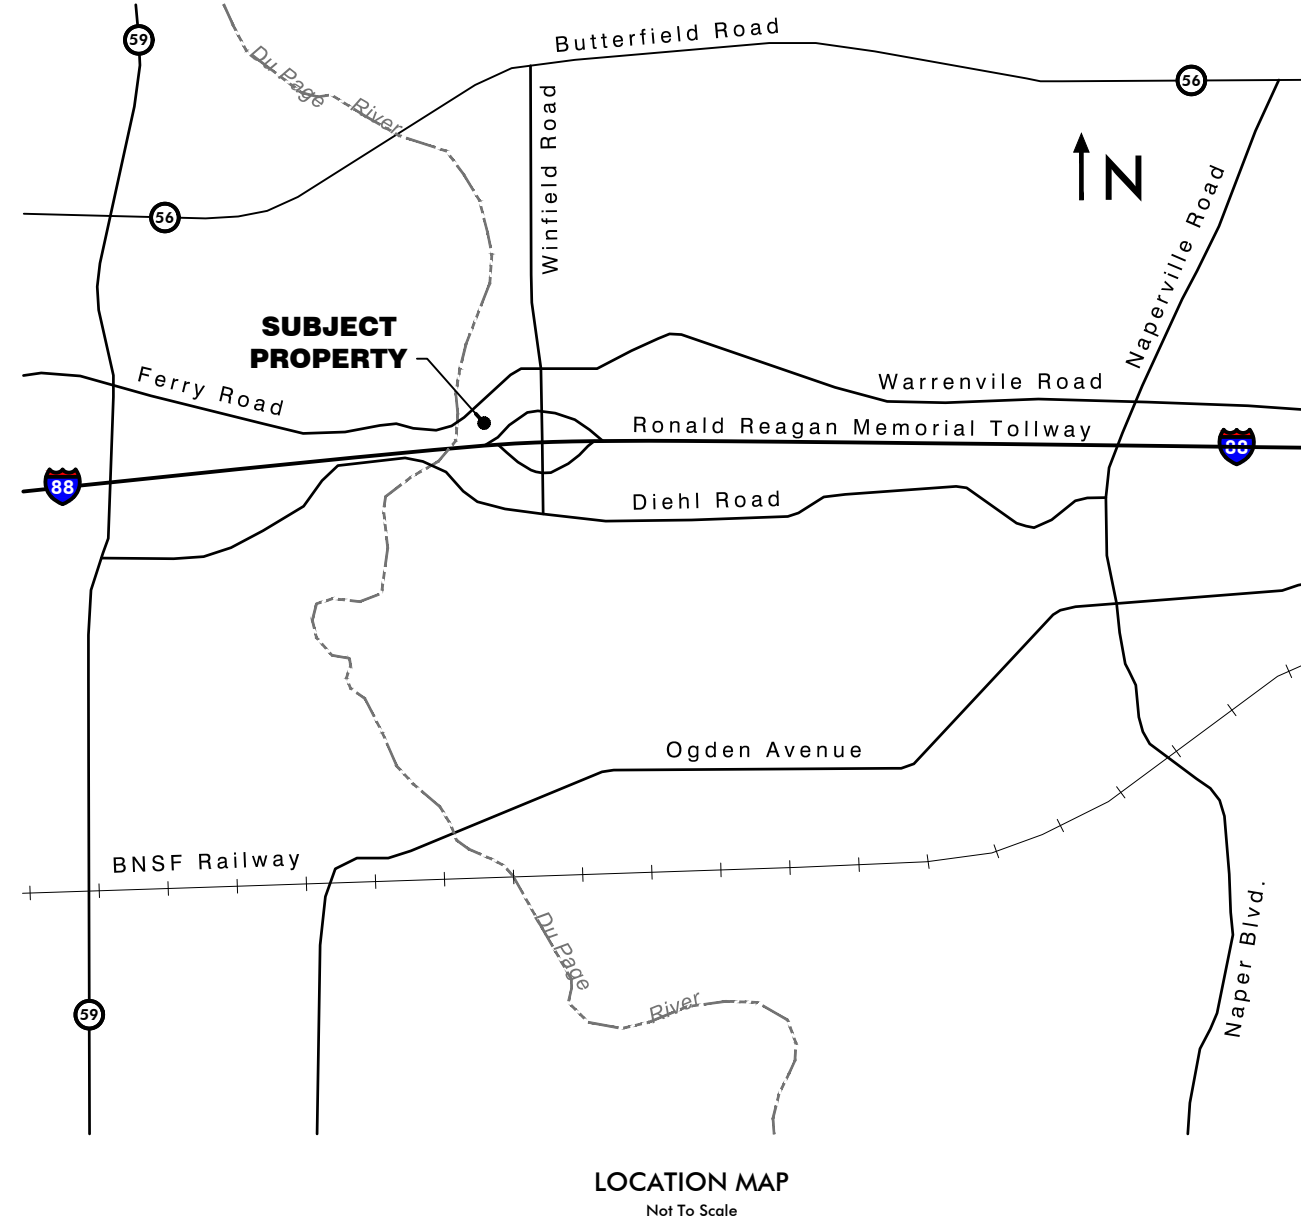 59
Butterfield Road
Du Page
River
56
Winfield Road
N
Naperville Road
56
SUBJECT
PROPERTY
Ferry Road
Warrenvile Road
Ronald Reagan Memorial Tollway
88
88
Diehl Road
Ogden Avenue
BNSF Railway
Du Page
River
Naper Blvd.
59
LOCATION MAP
Not To Scale